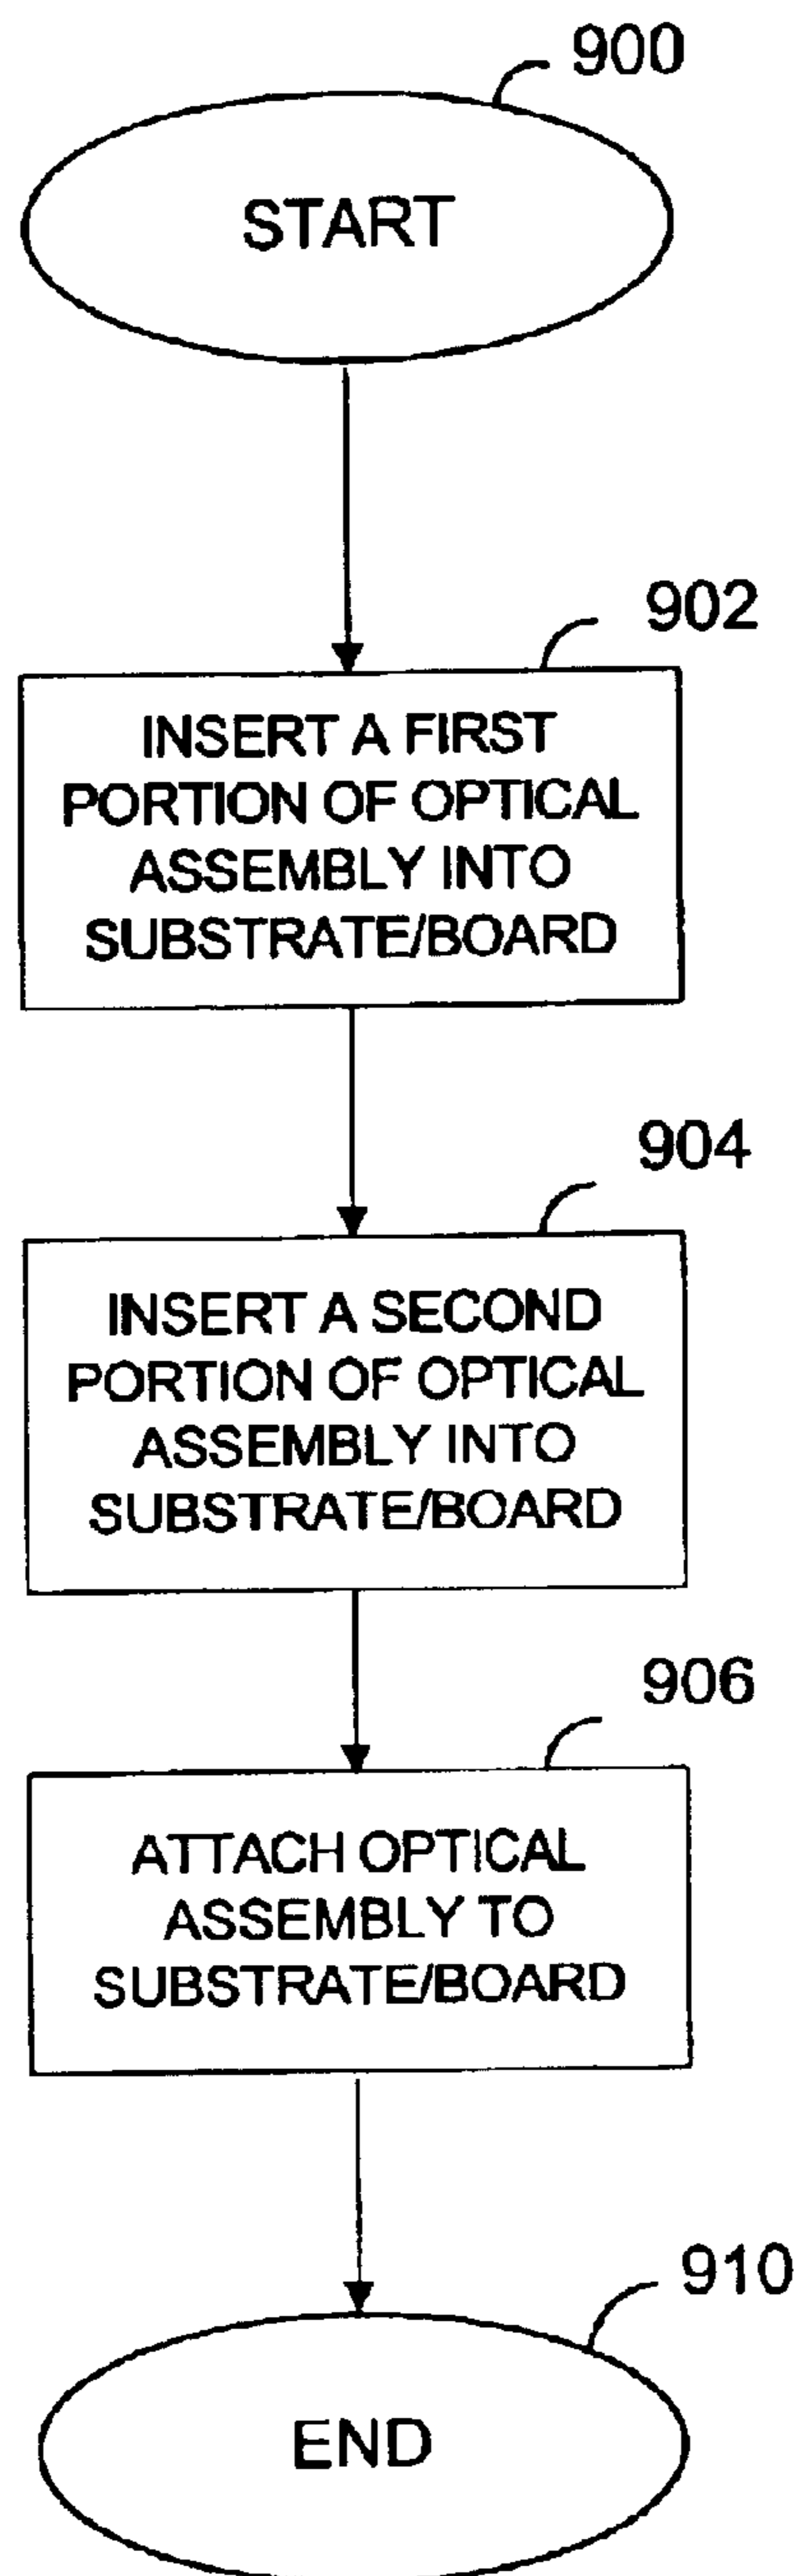 900
START
902
INSERT A FIRST
PORTION OF OPTICAL
ASSEMBLY INTO
SUBSTRATE/BOARD
904
INSERT A SECOND
PORTION OF OPTICAL
ASSEMBLY INTO
SUBSTRATE/BOARD
906
ATTACH OPTICAL
ASSEMBLY TO
SUBSTRATE/BOARD
910
END